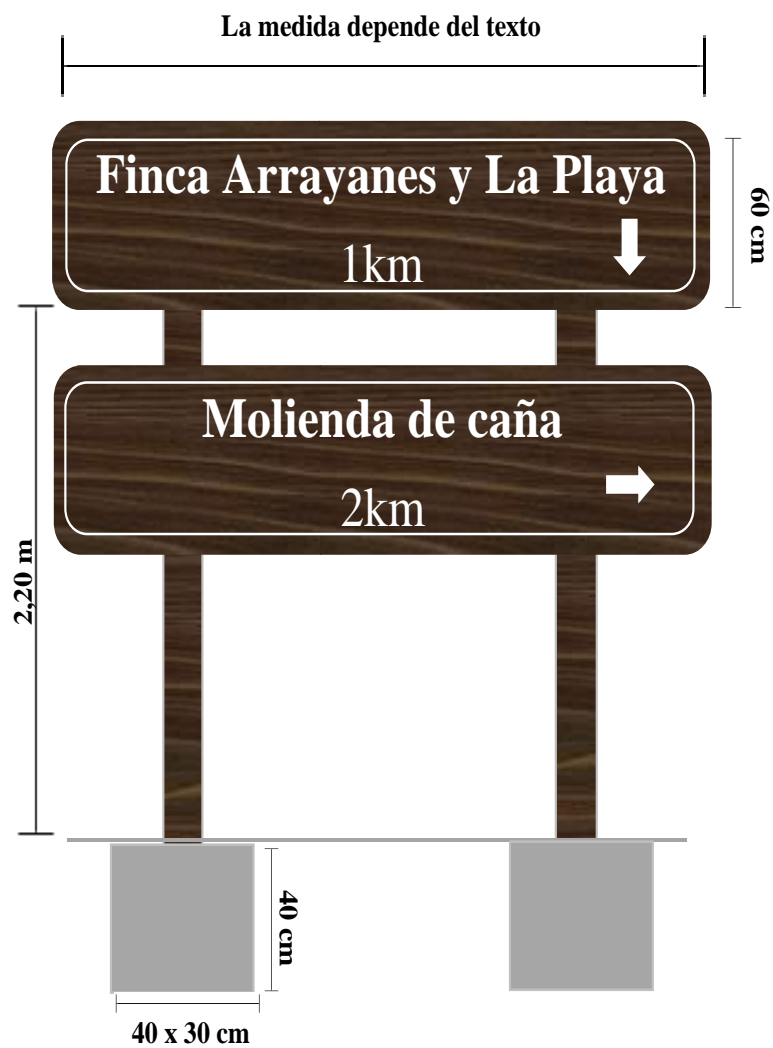 La medida depende del texto
Finca Arrayanes y La Playa
1km
60 cm
Molienda de caña
2km
2,20 m
40 cm
40 x 30 cm